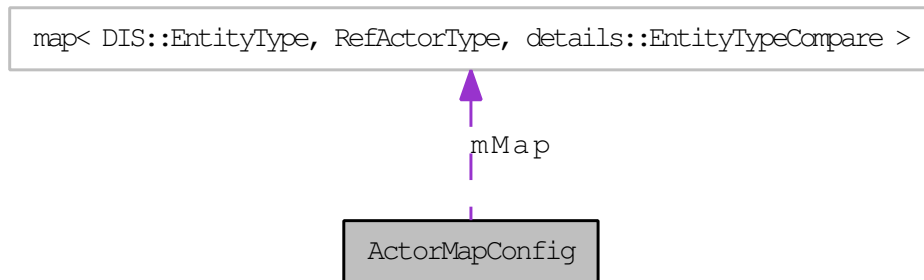 map< DIS::EntityType, RefActorType, details::EntityTypeCompare >
mMap
ActorMapConfig